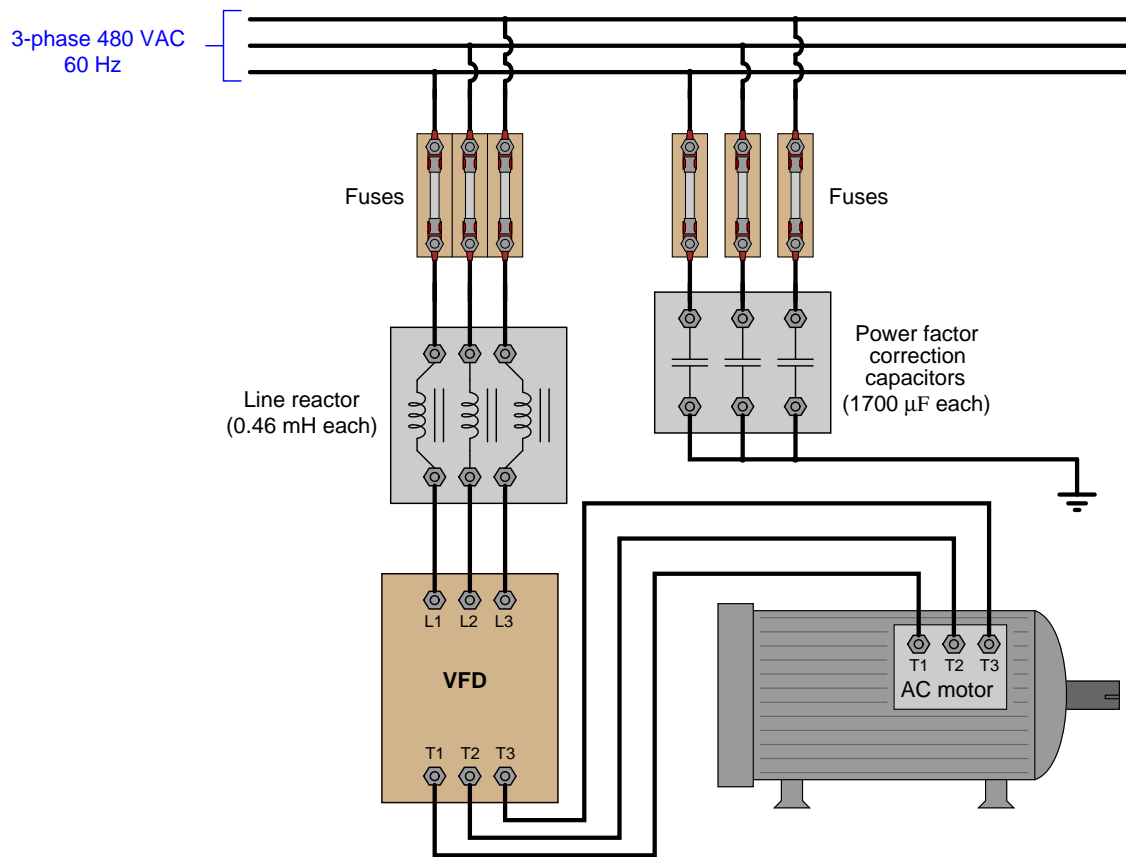 3-phase 480 VAC
60 Hz
Fuses
Fuses
Line reactor
(0.46 mH each)
Power factor
correction
capacitors
(1700 μF each)
L1 L2 L3
VFD
T1 T2 T3
T1 T2 T3
AC motor